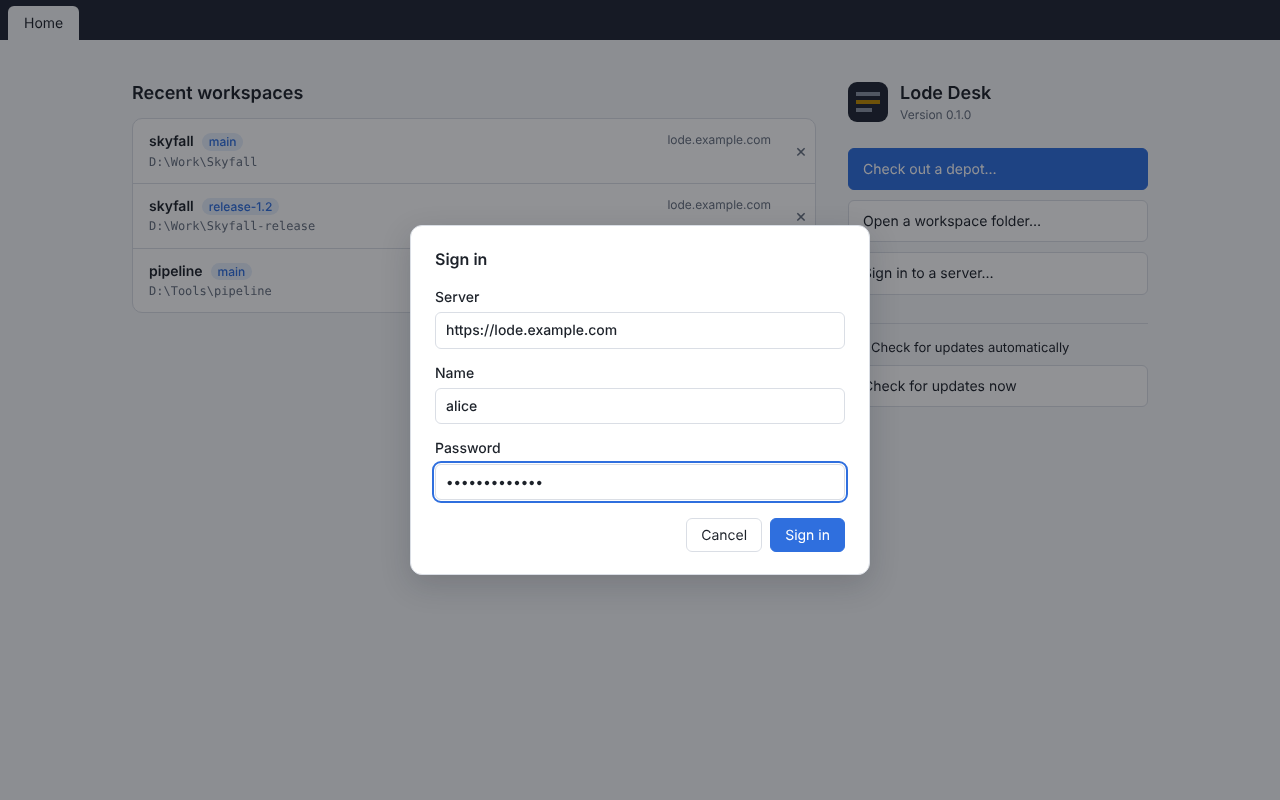 Home
Recent workspaces
skyfall main lode.example.com
D:\Work\Skyfall
×
skyfall release-1.2 lode.example.com
D:\Work\Skyfall-release
×
pipeline main
D:\Tools\pipeline
Lode Desk
Version 0.1.0
Check out a depot...
Open a workspace folder...
Sign in to a server...
Check for updates automatically
Check for updates now
Sign in
Server
https://lode.example.com
Name
alice
Password
•••••••••••••
Cancel Sign in